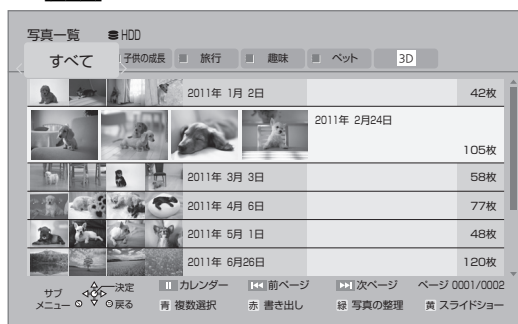 写真一覧 HDD
すべて 子供の成長 旅行 趣味 ペット 3D
2011年 1月 2日 42枚
2011年 2月24日
105枚
2011年 3月 3日 58枚
2011年 4月 6日 77枚
2011年 5月 1日 48枚
2011年 6月26日 120枚
サブメニュー 決定 戻る
カレンダー 前ページ 次ページ ページ 0001/0002
青 複数選択 赤 書き出し 緑 写真の整理 黄 スライドショー